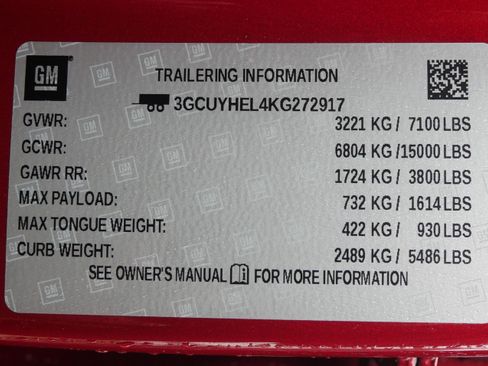 GM
TRAILERING INFORMATION
3GCUYHEL4KG272917
GVWR: 3221 KG / 7100 LBS
GCWR: 6804 KG /15000 LBS
GAWR RR: 1724 KG / 3800 LBS
MAX PAYLOAD: 732 KG / 1614 LBS
MAX TONGUE WEIGHT: 422 KG / 930 LBS
CURB WEIGHT: 2489 KG / 5486 LBS
SEE OWNER'S MANUAL FOR MORE INFORMATION